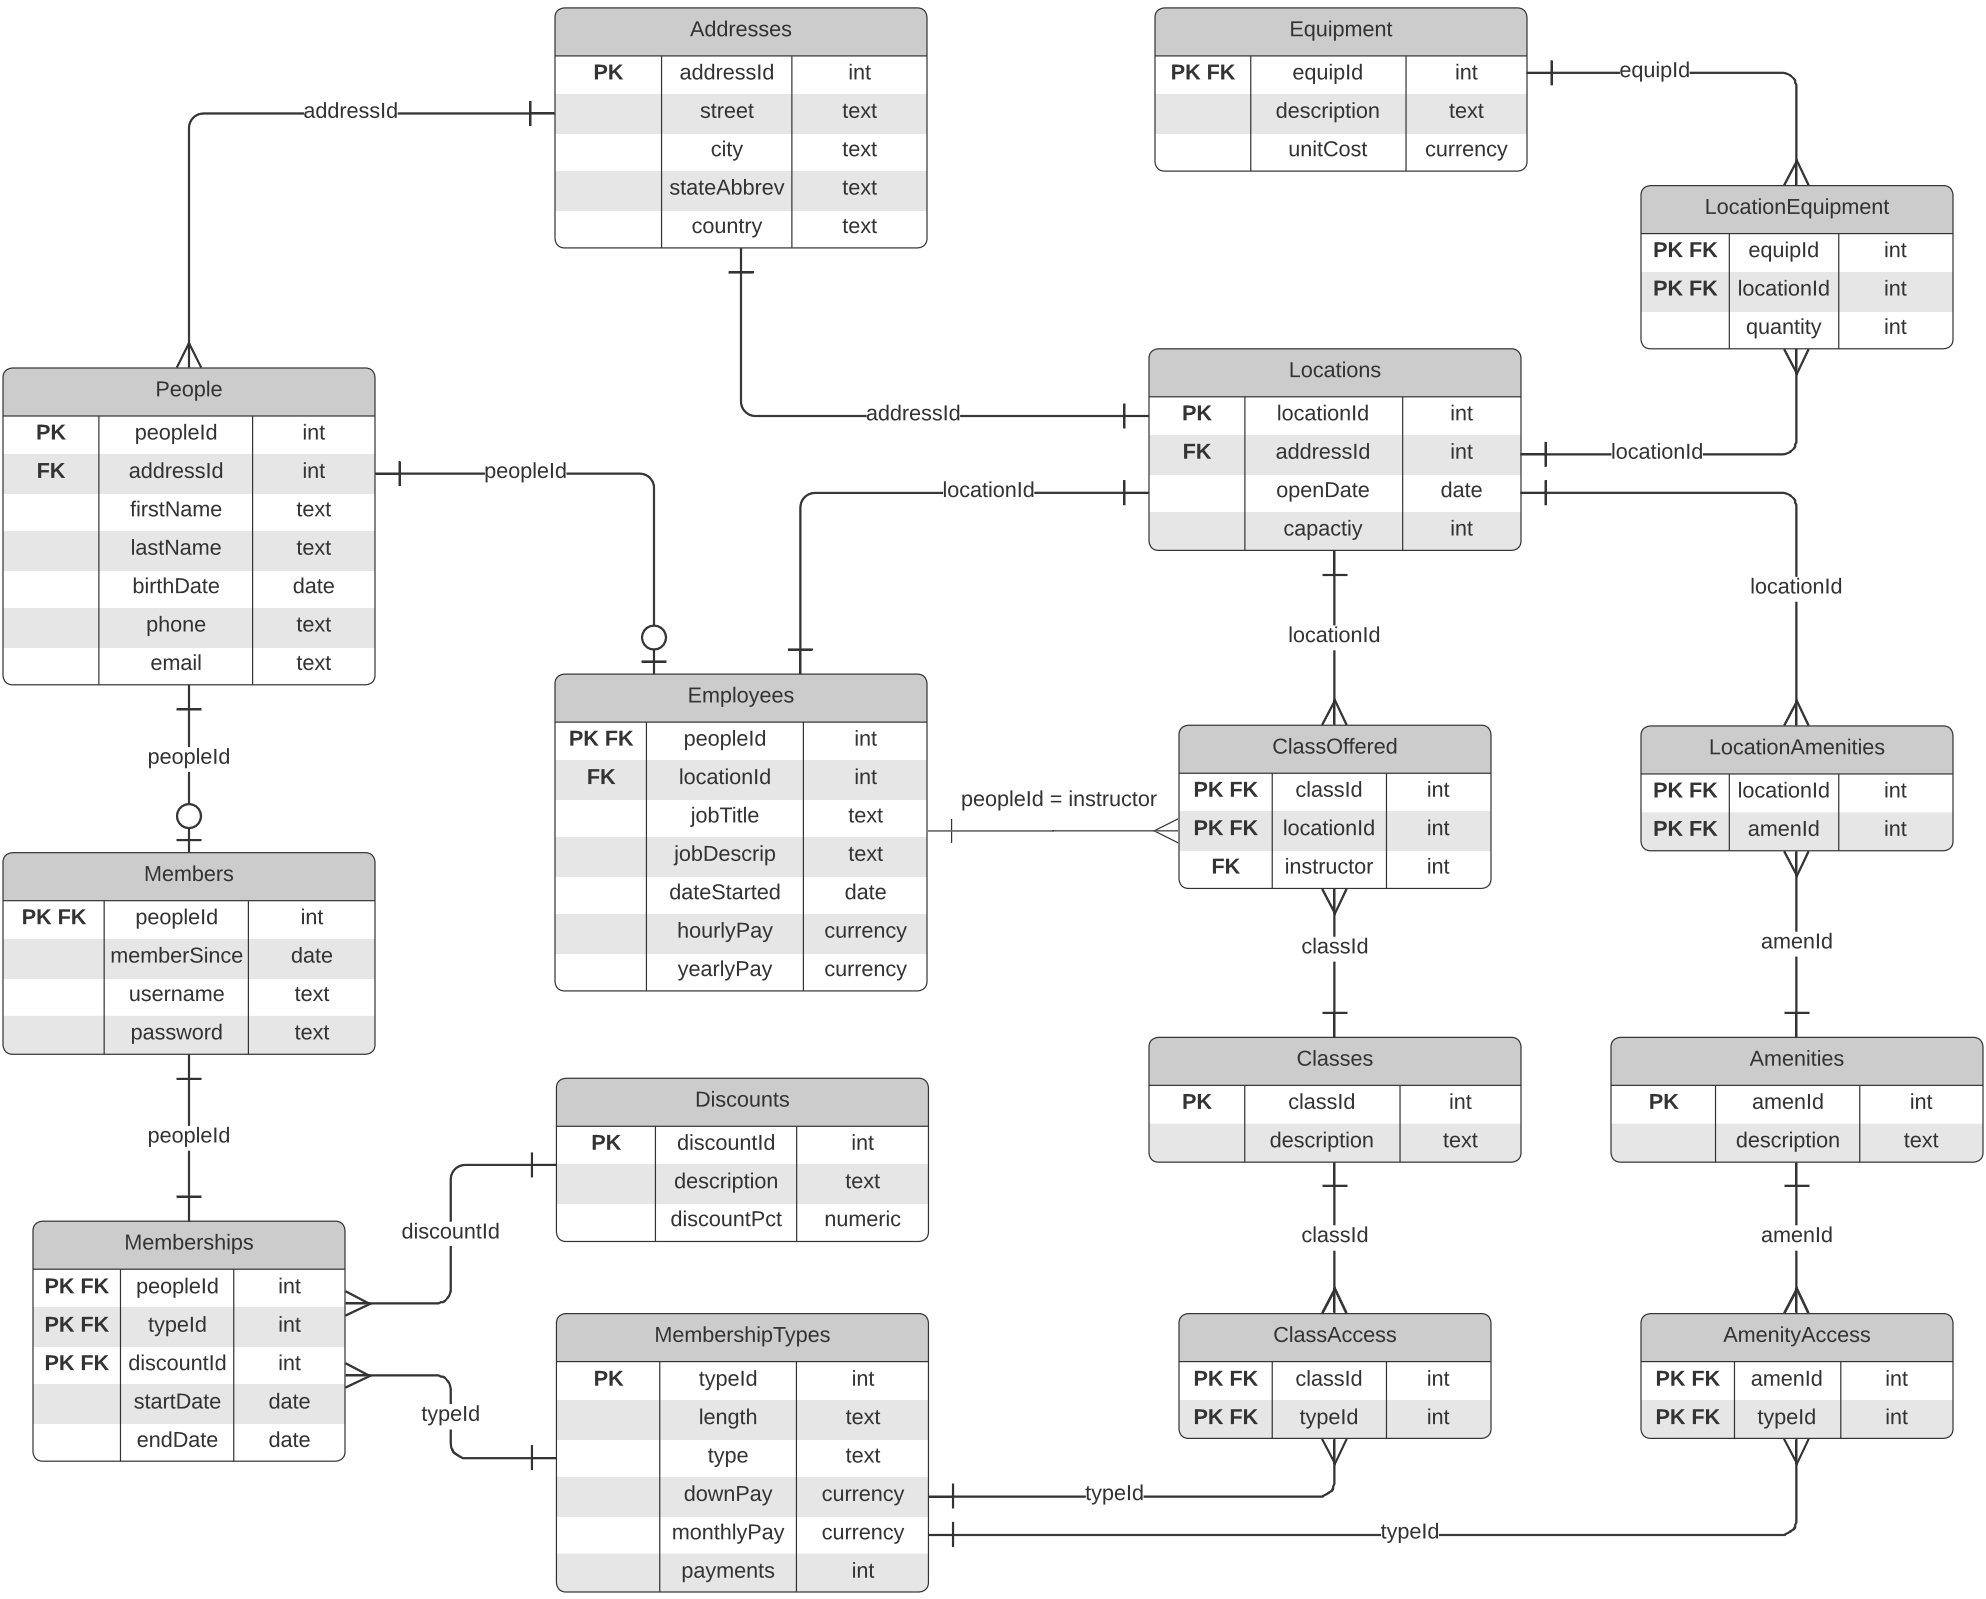 Addresses
PK addressId int
street text
city text
stateAbbrev text
country text
Equipment
PK FK equipId int
description text
unitCost currency
equipId
addressId
LocationEquipment
PK FK equipId int
PK FK locationId int
quantity int
People
PK peopleId int
FK addressId int
firstName text
lastName text
birthDate date
phone text
email text
addressId
Locations
PK locationId int
FK addressId int
openDate date
capactiy int
locationId
peopleId
locationId
locationId
locationId
peopleId
Employees
PK FK peopleId int
FK locationId int
jobTitle text
jobDescrip text
dateStarted date
hourlyPay currency
yearlyPay currency
peopleId = instructor
ClassOffered
PK FK classId int
PK FK locationId int
FK instructor int
LocationAmenities
PK FK locationId int
PK FK amenId int
Members
PK FK peopleId int
memberSince date
username text
password text
classId
amenId
peopleId
Discounts
PK discountId int
description text
discountPct numeric
Classes
PK classId int
description text
Amenities
PK amenId int
description text
discountId
classId
amenId
Memberships
PK FK peopleId int
PK FK typeId int
PK FK discountId int
startDate date
endDate date
typeId
MembershipTypes
PK typeId int
length text
type text
downPay currency
monthlyPay currency
payments int
ClassAccess
PK FK classId int
PK FK typeId int
AmenityAccess
PK FK amenId int
PK FK typeId int
typeId
typeId